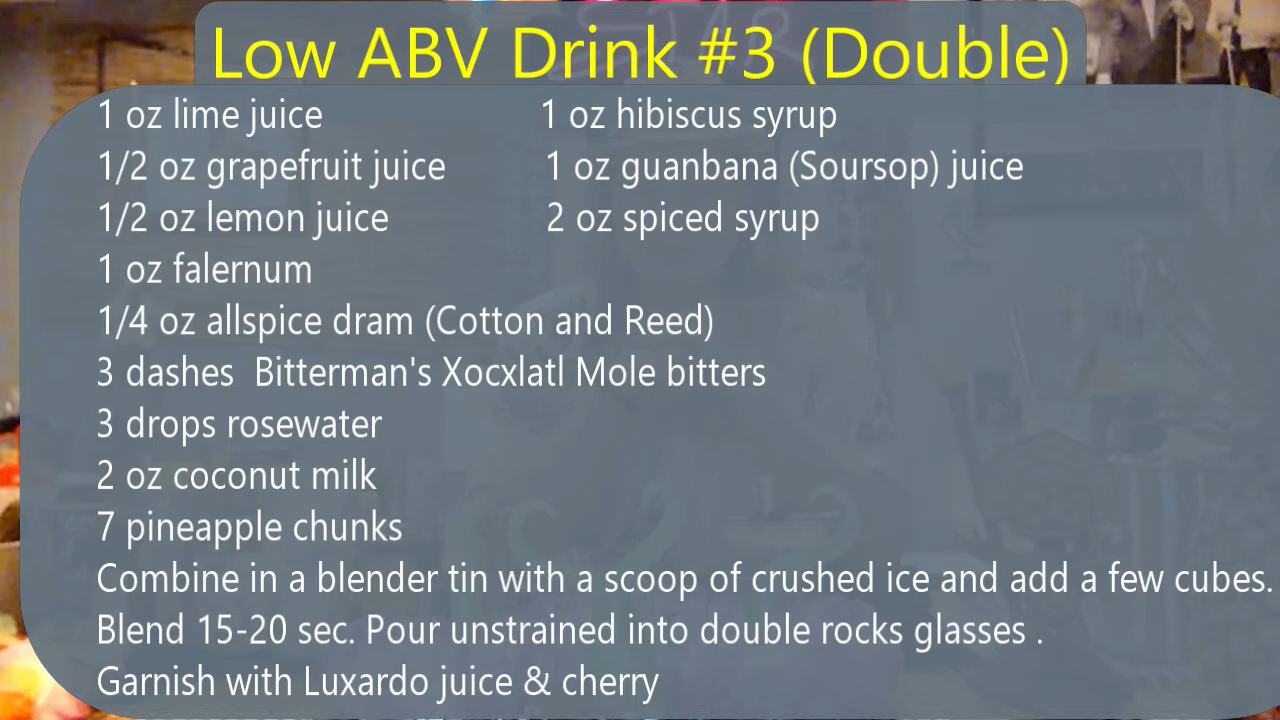 Low ABV Drink #3 (Double)
1 oz lime juice
1/2 oz grapefruit juice
1/2 oz lemon juice
1 oz falernum
1/4 oz allspice dram (Cotton and Reed)
3 dashes  Bitterman's Xocxlatl Mole bitters
3 drops rosewater
2 oz coconut milk
7 pineapple chunks
1 oz hibiscus syrup
1 oz guanbana (Soursop) juice
2 oz spiced syrup
Combine in a blender tin with a scoop of crushed ice and add a few cubes.
Blend 15-20 sec. Pour unstrained into double rocks glasses .
Garnish with Luxardo juice & cherry